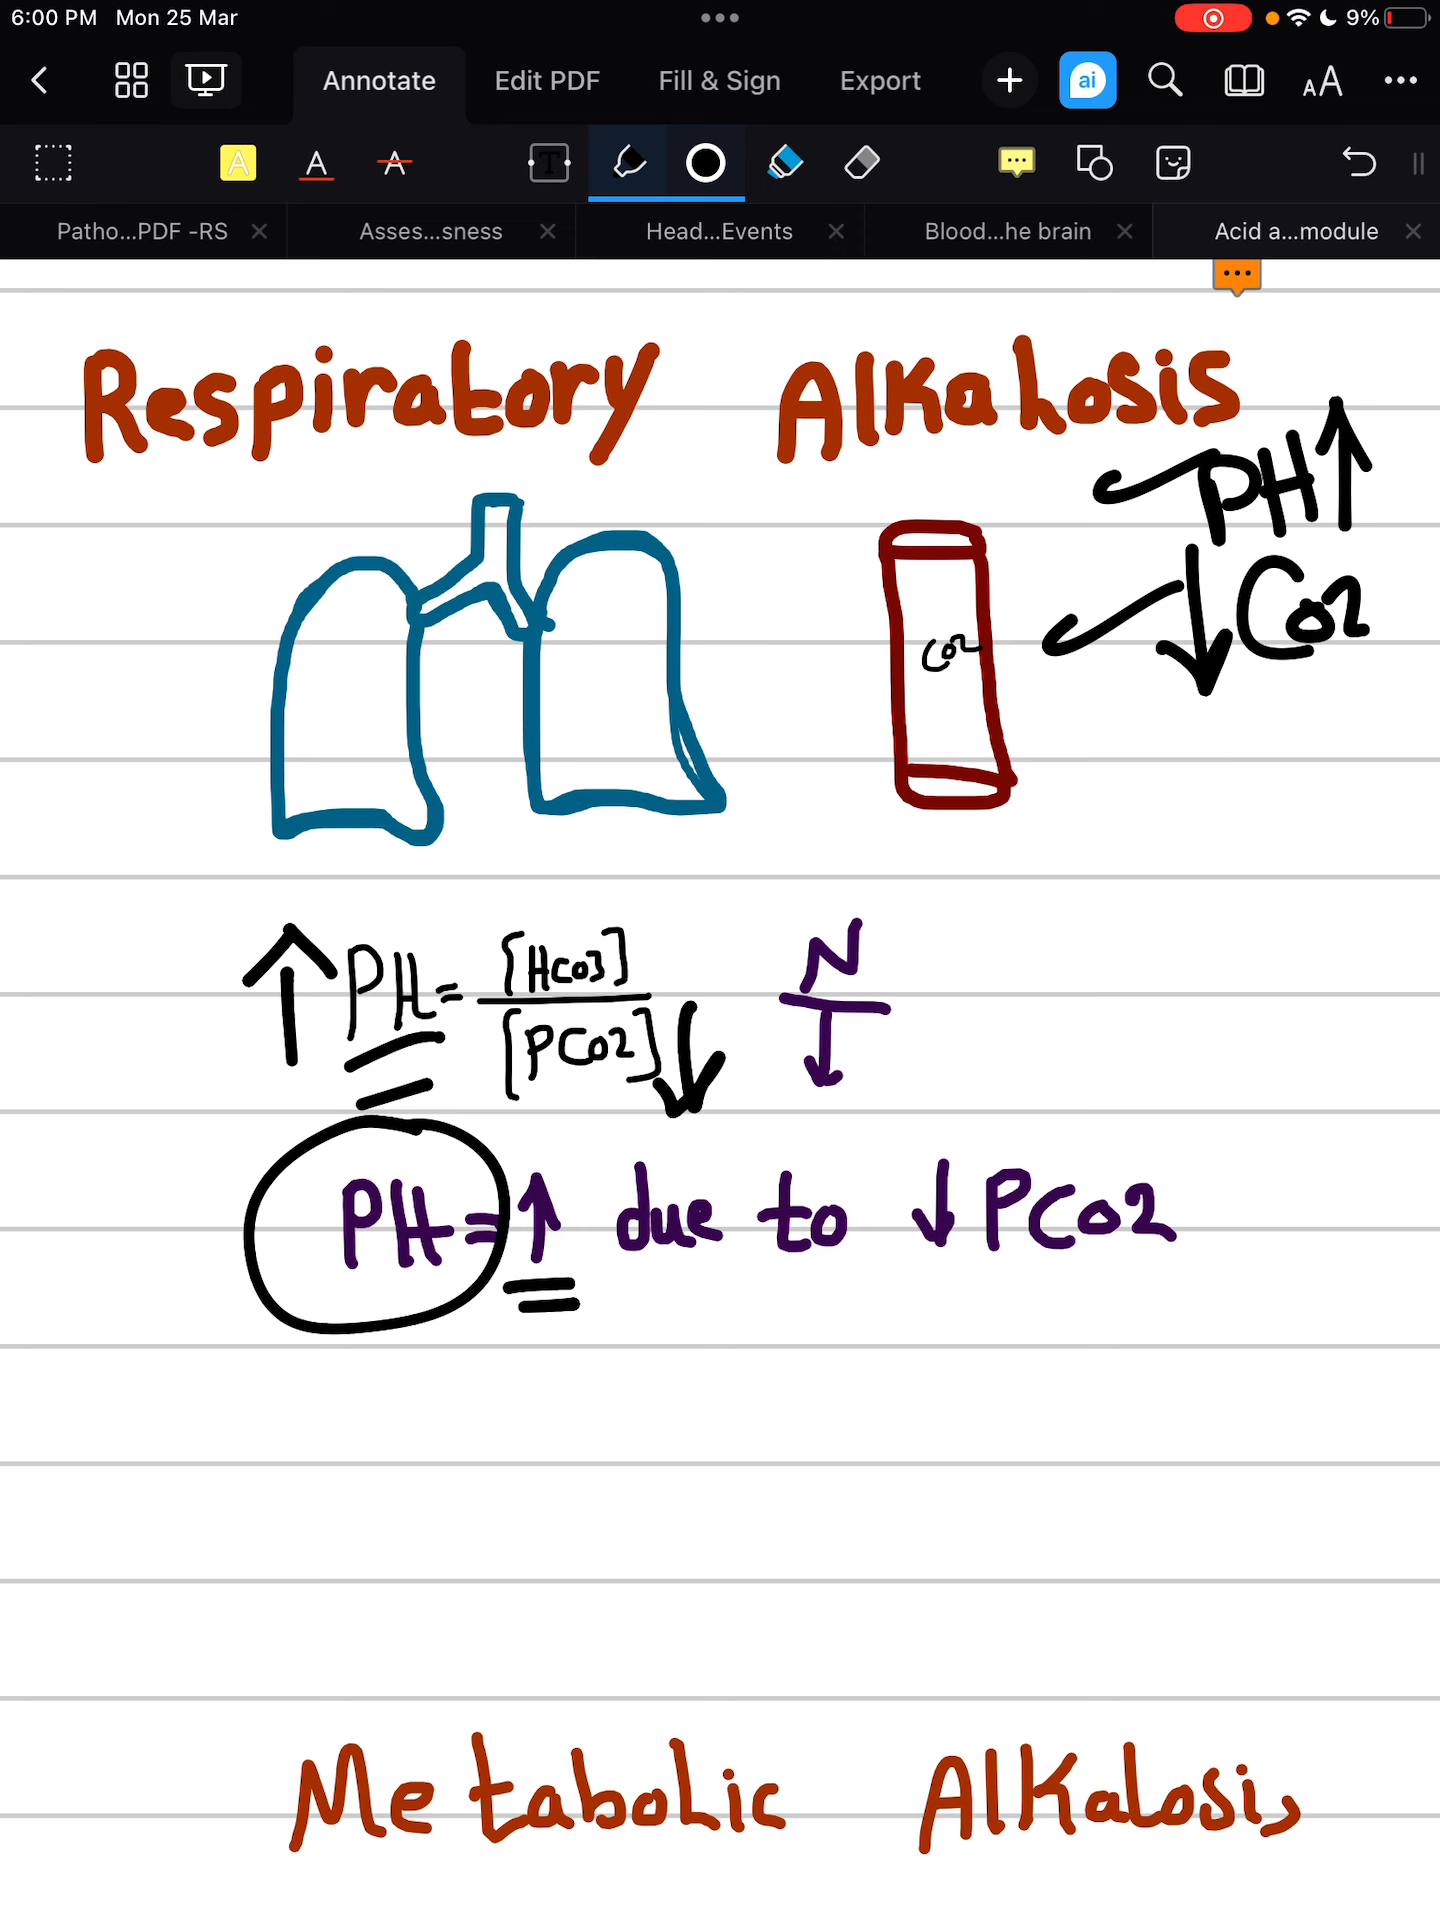 6:00 PM Mon 25 Mar 9%
Annotate Edit PDF Fill & Sign Export ai AA
A A A T
Patho...PDF -RS Asses...sness Head...Events Blood...he brain Acid a...module
Respiratory Alkalosis
PH↑
↓Co2
Co2
↑PH= [HCo3] N
[PCo2]↓ ↓
PH=↑ due to ↓PCo2
Metabolic Alkalosis